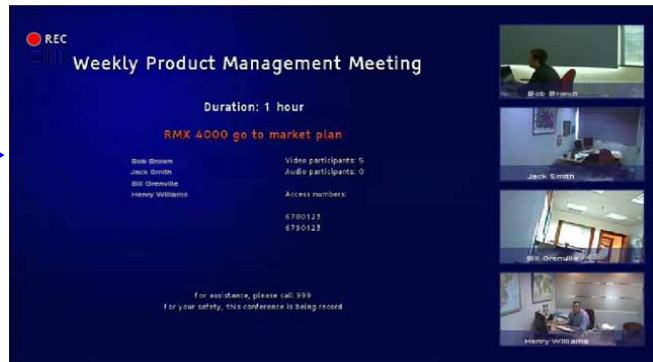 REC
Weekly Product Management Meeting
Duration: 1 hour
RMX 4000 go to market plan
Bob Brown
Jack Smith
Bill Grenville
Henry Williams
Video participants: 5
Audio participants: 0
Access numbers:
6780123
6790123
For assistance, please call 999
For your safety, this conference is being record
Bob Brown
Jack Smith
Bill Grenville
Henry Williams